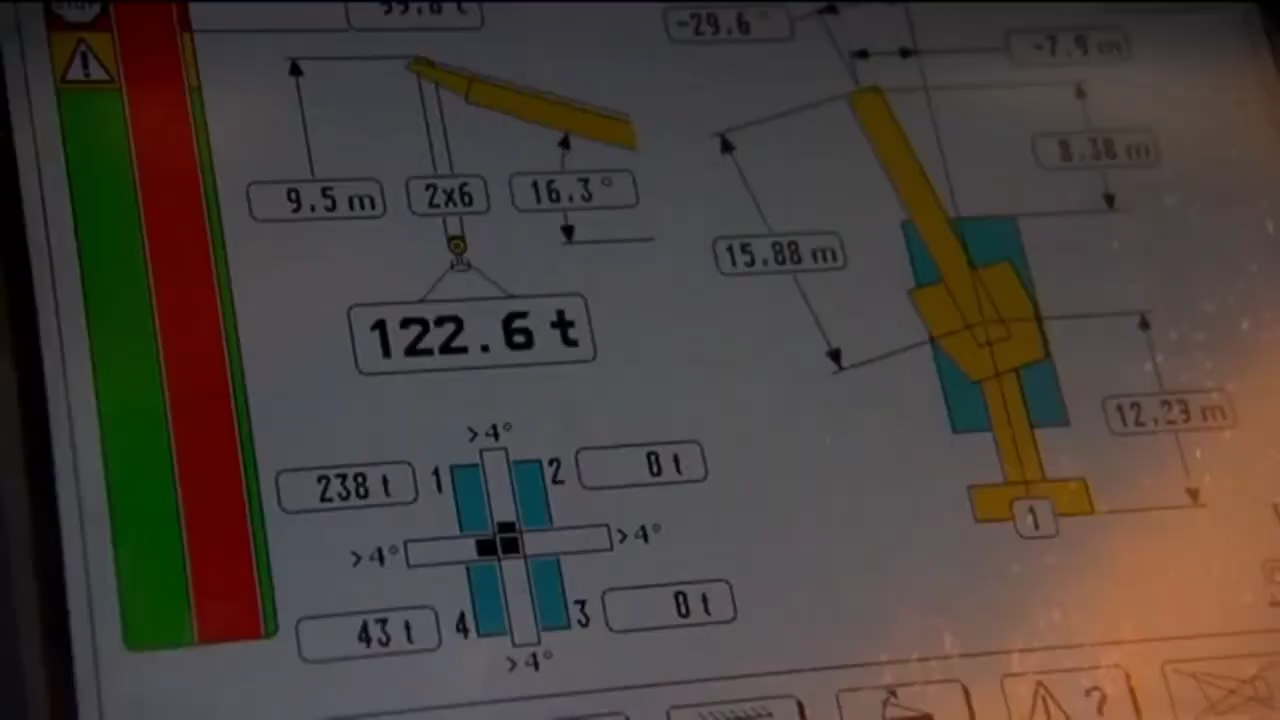 -29.6°
-7.9 m
8.38 m
9.5 m
2x6
16.3°
15.88 m
122.6 t
12.23 m
>4°
238 t
1
2
0 t
>4°
>4°
43 t
4
3
0 t
>4°
1
?